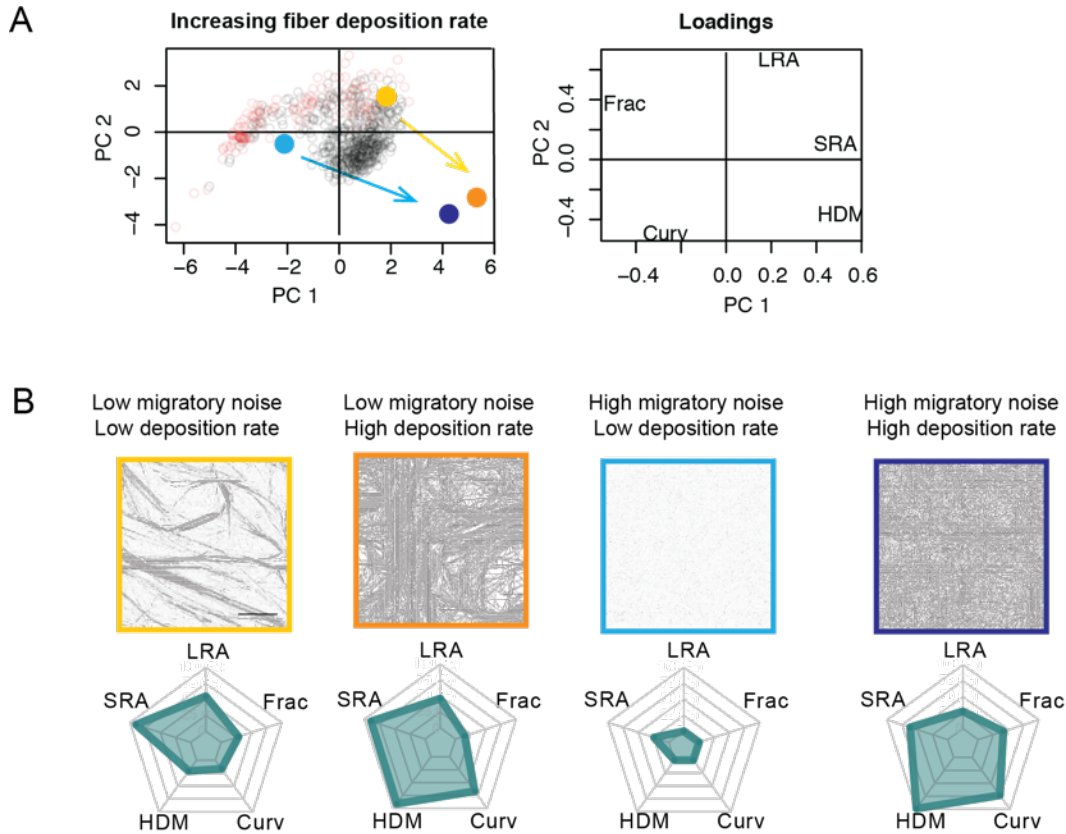 A
Increasing fiber deposition rate
Loadings
PC 2
2
0
−2
−4
−6
−4
−2
0
2
4
6
PC 1
PC 2
0.4
0.0
−0.4
−0.4
0.0
0.2
0.4
0.6
PC 1
LRA
Frac
SRA
HDM
Curv
B
Low migratory noise
Low deposition rate
Low migratory noise
High deposition rate
High migratory noise
Low deposition rate
High migratory noise
High deposition rate
LRA
SRA
Frac
HDM
Curv
LRA
SRA
Frac
HDM
Curv
LRA
SRA
Frac
HDM
Curv
LRA
SRA
Frac
HDM
Curv